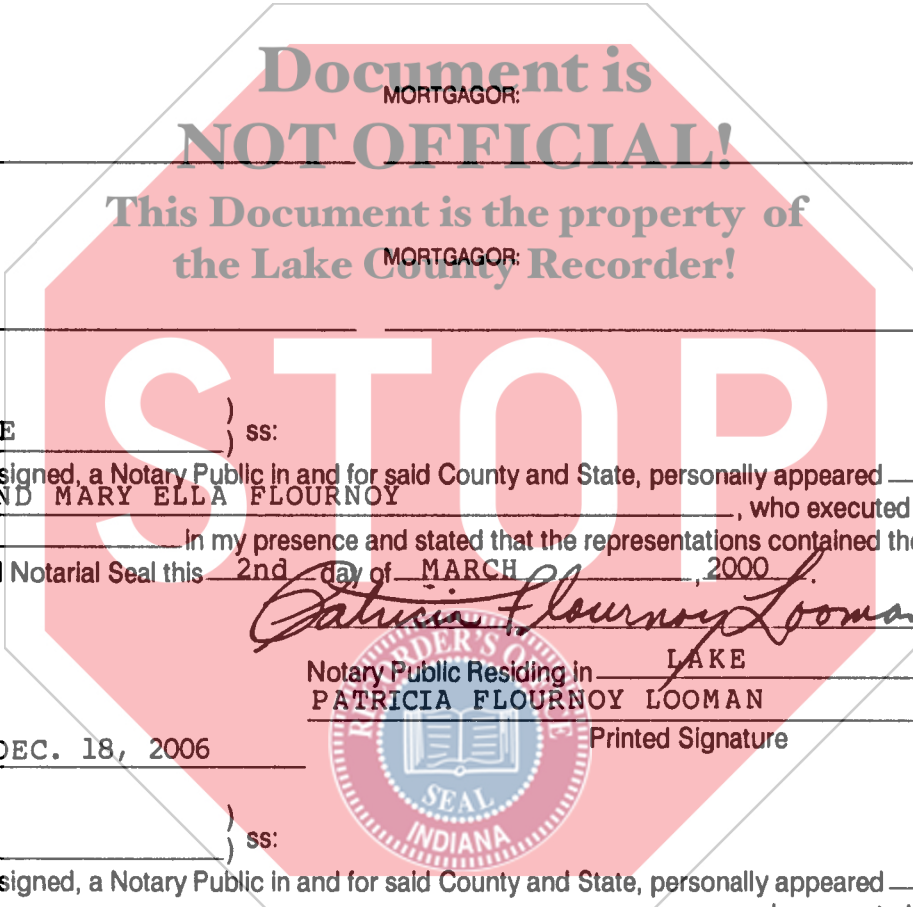 Document is
MORTGAGOR:
NOT OFFICIAL!
This Document is the property of
the Lake County Recorder!
MORTGAGOR:
STOP
E
) ss:
)
signed, a Notary Public in and for said County and State, personally appeared
ND MARY ELLA FLOURNOY, who executed
in my presence and stated that the representations contained the
Notarial Seal this 2nd day of MARCH, 2000.
Patricia Flournoy Looman
Notary Public Residing in LAKE
PATRICIA FLOURNOY LOOMAN
Printed Signature
DEC. 18, 2006
RECORDER'S OFFICE
SEAL
INDIANA
) ss:
)
signed, a Notary Public in and for said County and State, personally appeared